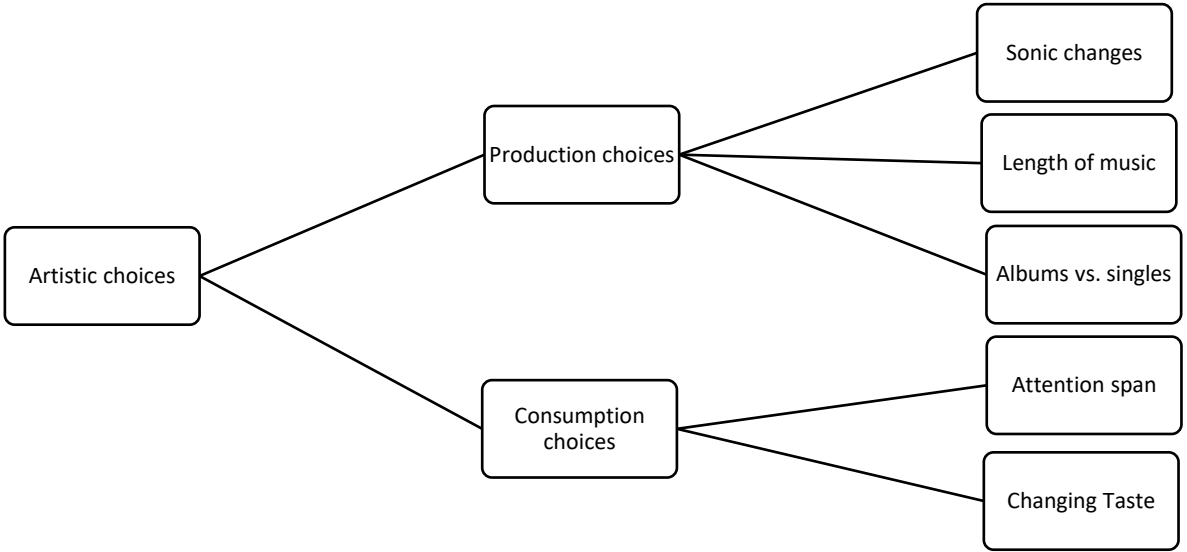 Artistic choices
Production choices
Sonic changes
Length of music
Albums vs. singles
Consumption
choices
Attention span
Changing Taste